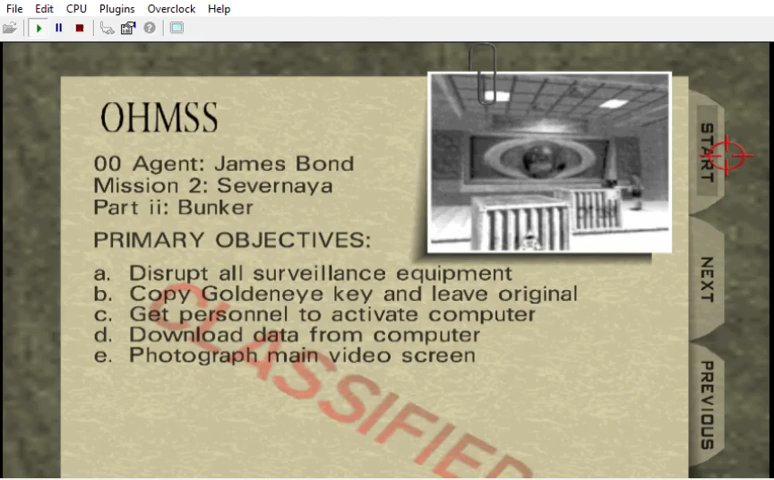 File Edit CPU Plugins Overclock Help
OHMSS
00 Agent: James Bond
Mission 2: Severnaya
Part ii: Bunker
PRIMARY OBJECTIVES:
a. Disrupt all surveillance equipment
b. Copy Goldeneye key and leave original
c. Get personnel to activate computer
d. Download data from computer
e. Photograph main video screen
CLASSIFIED
START
NEXT
PREVIOUS